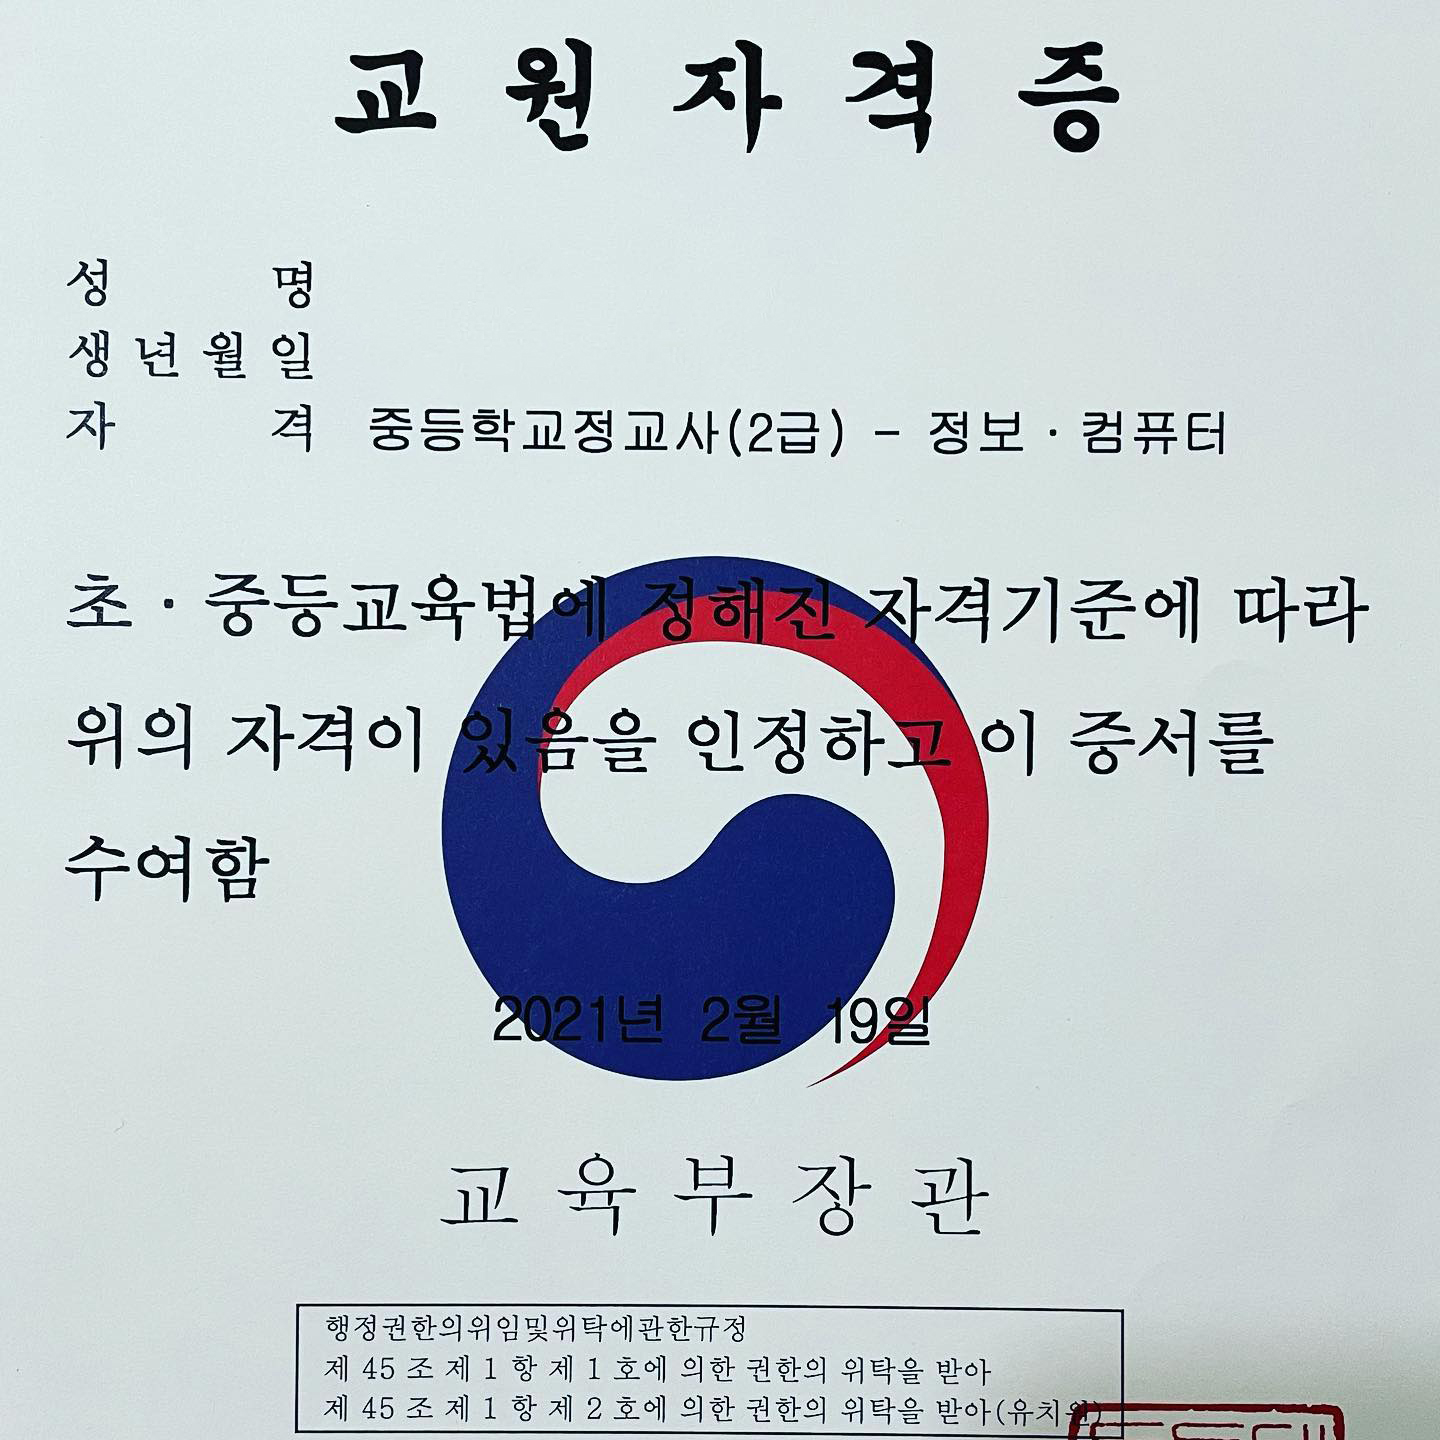 교원자격증
성 명
생년월일
자 격 중등학교정교사(2급) - 정보·컴퓨터
초·중등교육법에 정해진 자격기준에 따라
위의 자격이 있음을 인정하고 이 증서를
수여함
2021년 2월 19일
교육부장관
행정권한의위임및위탁에관한규정
제 45 조 제 1 항 제 1 호에 의한 권한의 위탁을 받아
제 45 조 제 1 항 제 2 호에 의한 권한의 위탁을 받아(유치원)